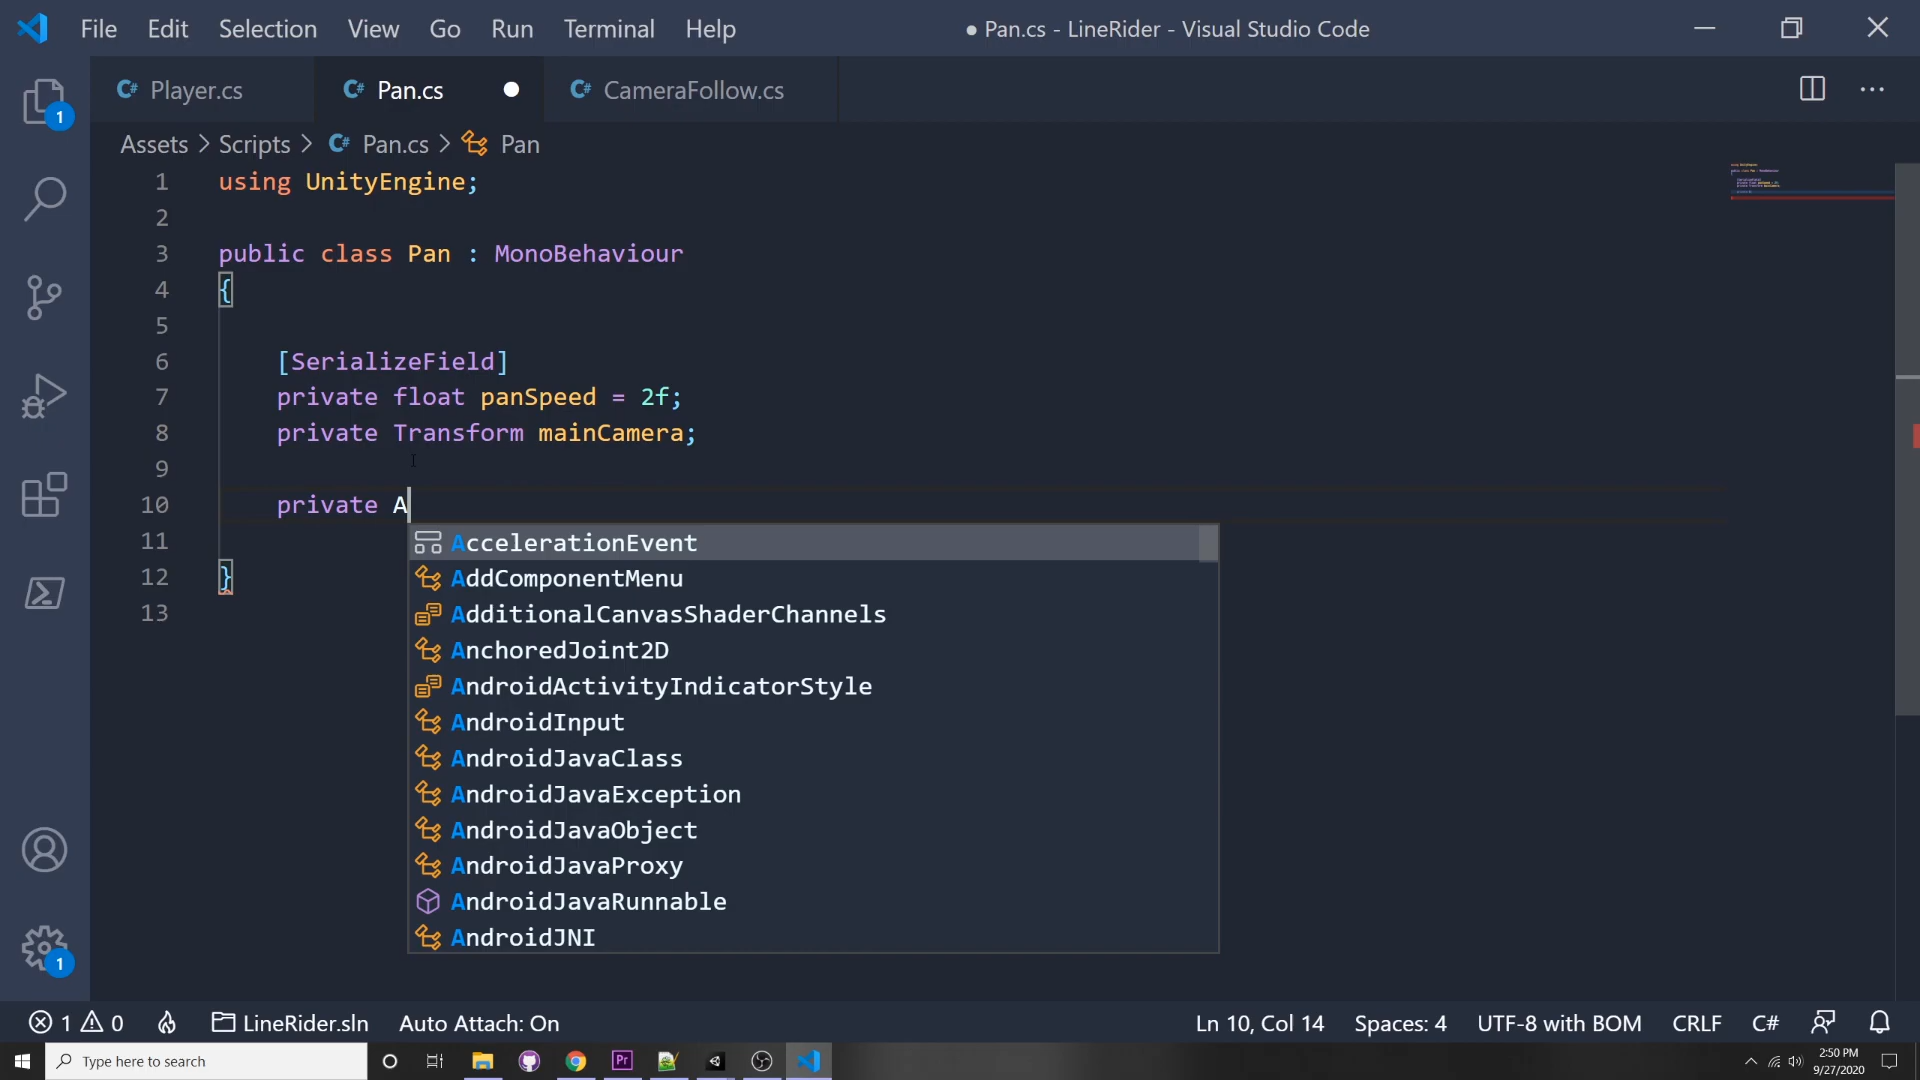 File Edit Selection View Go Run Terminal Help ● Pan.cs - LineRider - Visual Studio Code
C# Player.cs C# Pan.cs C# CameraFollow.cs ...
1
Assets > Scripts > C# Pan.cs > Pan
1 using UnityEngine;
2
3 public class Pan : MonoBehaviour
4 {
5
6 [SerializeField]
7 private float panSpeed = 2f;
8 private Transform mainCamera;
9
10 private A
11 AccelerationEvent
12 } AddComponentMenu
13 AdditionalCanvasShaderChannels
AnchoredJoint2D
AndroidActivityIndicatorStyle
AndroidInput
AndroidJavaClass
AndroidJavaException
AndroidJavaObject
AndroidJavaProxy
AndroidJavaRunnable
AndroidJNI
1
1 0 LineRider.sln Auto Attach: On Ln 10, Col 14 Spaces: 4 UTF-8 with BOM CRLF C#
Type here to search Pr 2:50 PM
9/27/2020